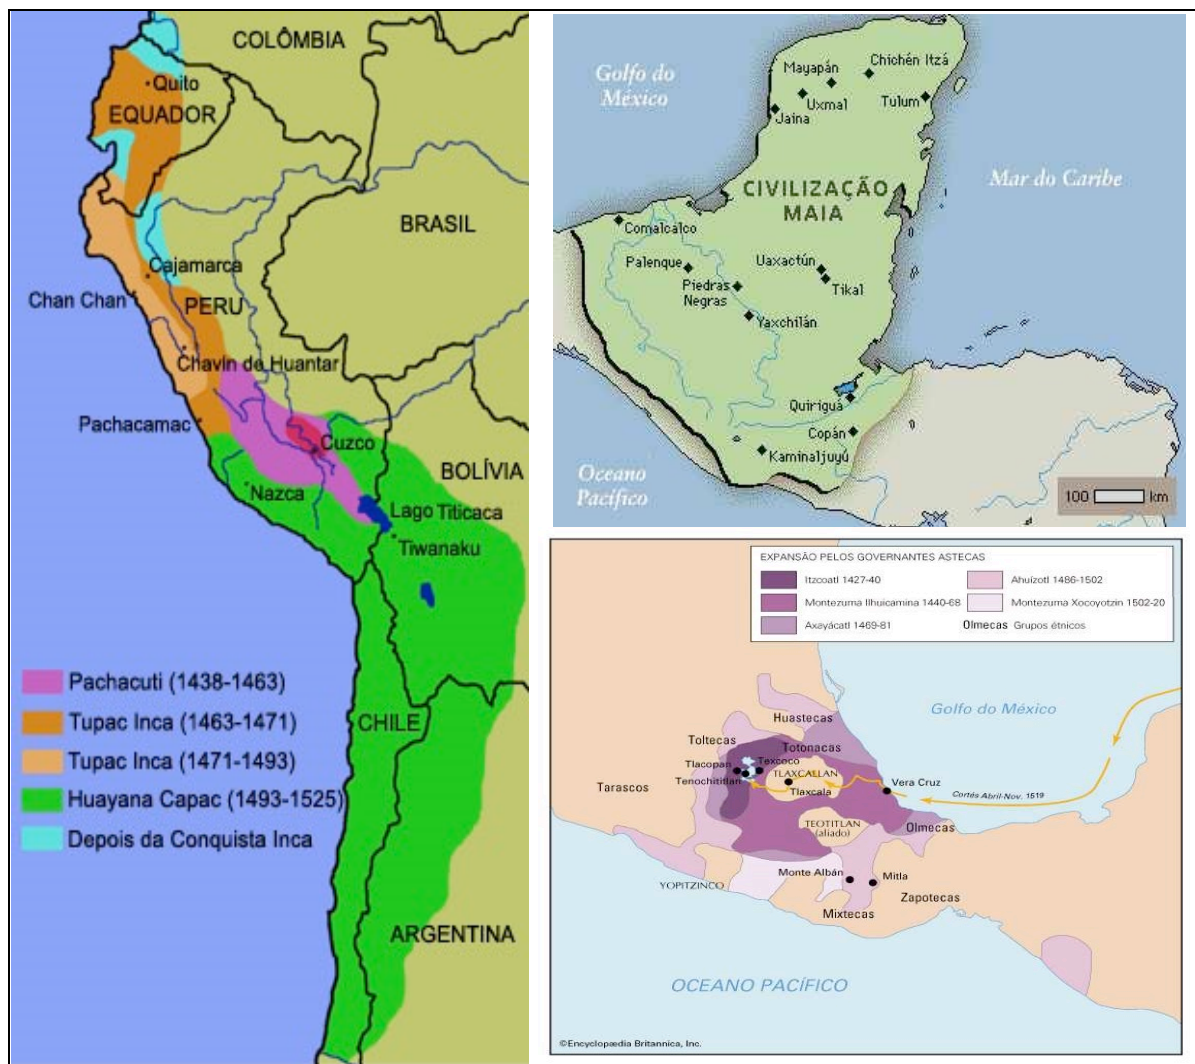 COLÔMBIA
Quito
EQUADOR
BRASIL
Cajamarca
Chan Chan
PERU
Chavín de Huantar
Pachacamac
Cuzco
BOLÍVIA
Nazca
Lago Titicaca
Tiwanaku
Pachacuti (1438-1463)
Tupac Inca (1463-1471)
CHILE
Tupac Inca (1471-1493)
Huayana Capac (1493-1525)
Depois da Conquista Inca
ARGENTINA
Golfo do
México
Mayapán
Chichén Itzá
Uxmal
Tulum
Jaina
Mar do Caribe
CIVILIZAÇÃO
MAIA
Comalcalco
Palenque
Uaxactún
Piedras
Negras
Tikal
Yaxchilán
Quiriguá
Copán
Kaminaljuyú
Oceano
Pacífico
100 km
EXPANSÃO PELOS GOVERNANTES ASTECAS
Itzcoatl 1427-40
Ahuízotl 1486-1502
Montezuma Ilhuicamina 1440-68
Montezuma Xocoyotzin 1502-20
Axayácatl 1469-81
Olmecas Grupos étnicos
Golfo do México
Huastecas
Toltecas
Totonacas
Tlacopan
Texcoco
TLAXCALLAN
Tenochtitlan
Tlaxcala
Vera Cruz
Tarascos
Cortés Abril-Nov. 1519
TEOTITLAN
(aliado)
Olmecas
Monte Albán
Mitla
YOPITZINCO
Zapotecas
Mixtecas
OCEANO PACÍFICO
©Encyclopædia Britannica, Inc.